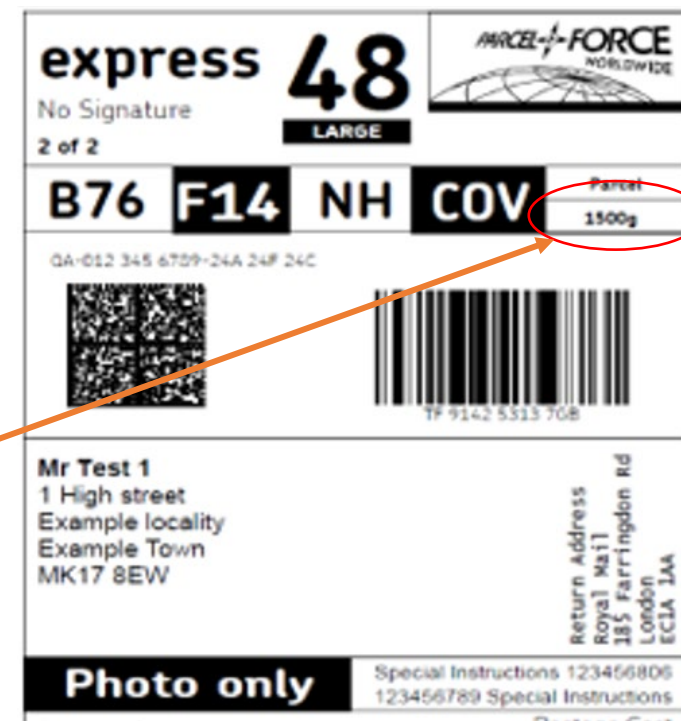 express 48
PARCEL FORCE
WORLDWIDE
No Signature
LARGE
2 of 2
B76 F14 NH COV
Parcel
1500g
QA-012 345 6789-24A 24F 24C
TF 9142 5313 7GB
Mr Test 1
1 High street
Example locality
Example Town
MK17 8EW
Return Address
Royal Mail
185 Farringdon Rd
London
EC1A 1AA
Photo only
Special Instructions 123456806
123456789 Special Instructions